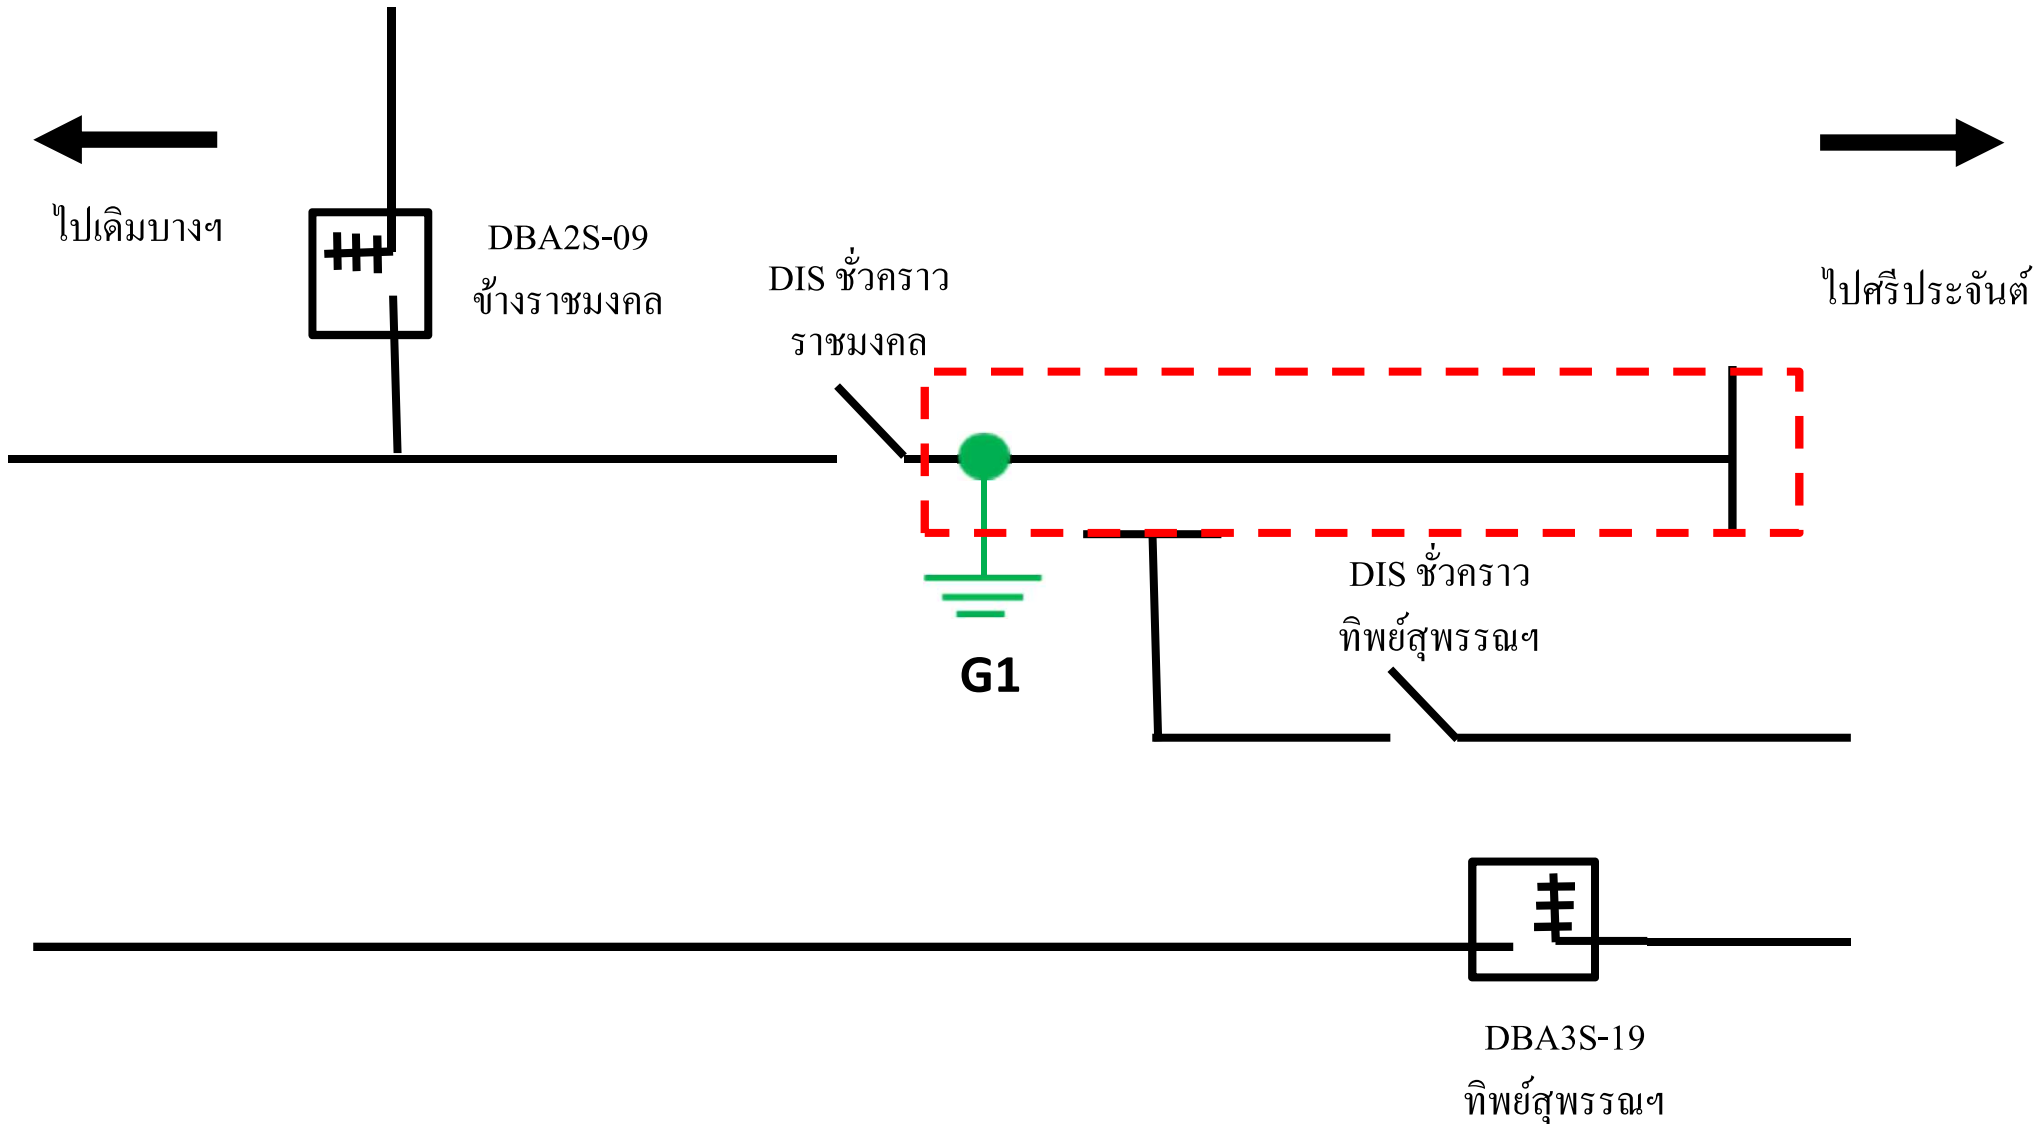 ไปเดิมบางฯ
DBA2S-09
ข้างราชมงคล
DIS ชั่วคราว
ราชมงคล
ไปศรีประจันต์
DIS ชั่วคราว
ทิพย์สุพรรณฯ
G1
DBA3S-19
ทิพย์สุพรรณฯ